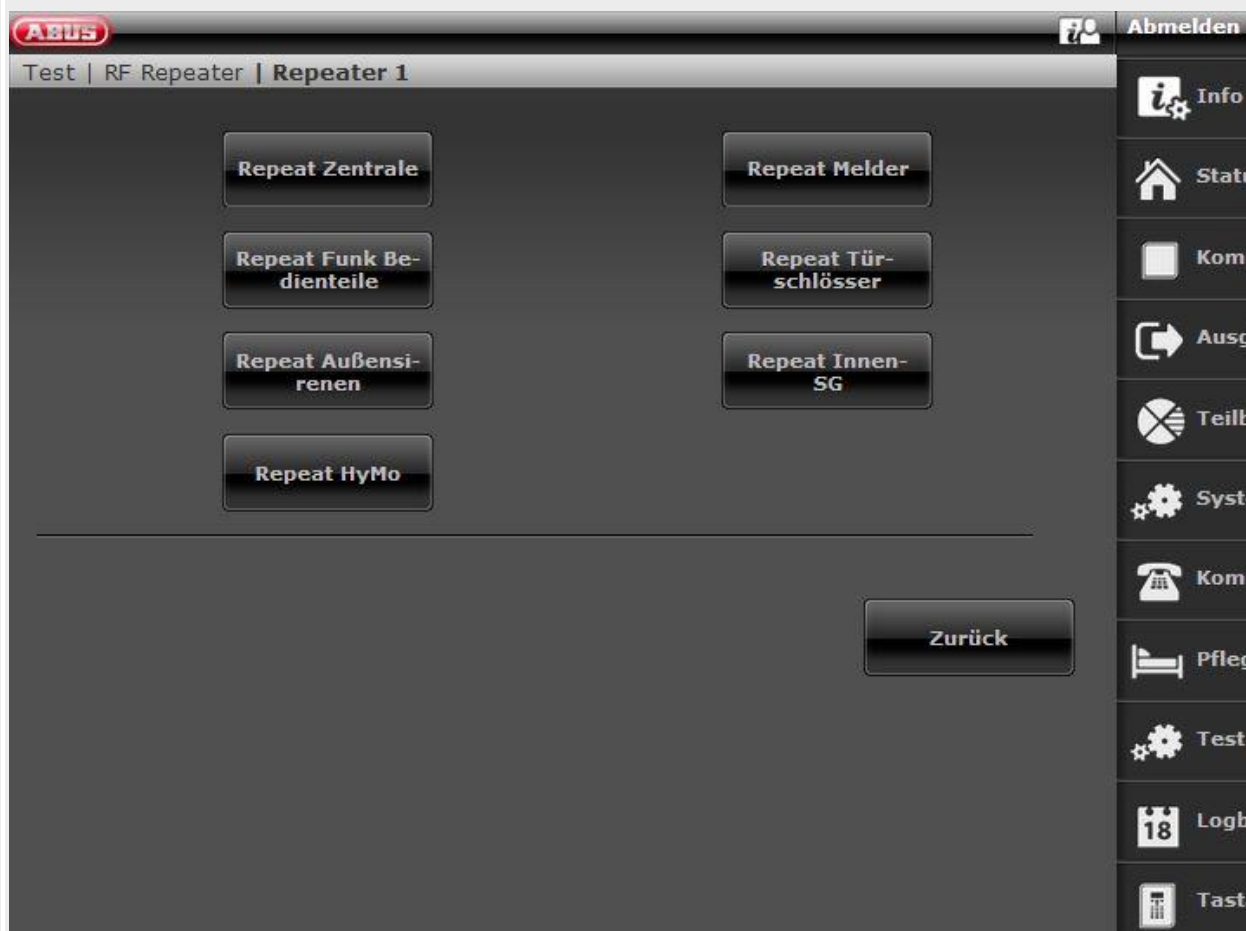 ABUS
Abmelden
Test | RF Repeater | Repeater 1
Repeat Zentrale
Repeat Melder
Repeat Funk Be-
dienteile
Repeat Tür-
schlösser
Repeat Außensi-
renen
Repeat Innen-
SG
Repeat HyMo
Zurück
Info
Stat
Kom
Ausg
Teilb
Syst
Kom
Pfleg
Test
18
Logb
Tast